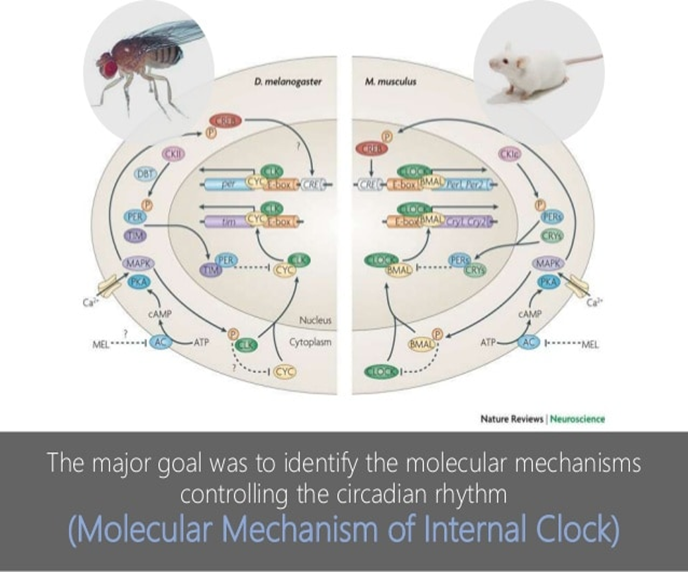 D. melanogaster
M. musculus
CREB
P
?
CKII
DBT
CLK
per
CYC
E-box
CRE
CLK
tim
CYC
E-box
P
PER
TIM
PER
TIM
CLK
CYC
MAPK
PKA
Ca2+
cAMP
?
MEL
AC
ATP
P
CLK
?
CYC
Nucleus
Cytoplasm
P
CREB
CKIε
CLOCK
CRE
E-box
BMAL
Per1, Per2
CLOCK
E-box
BMAL
Cry1, Cry2
P
PERs
CRYs
CLOCK
BMAL
PERs
CRYs
MAPK
PKA
Ca2+
cAMP
ATP
AC
MEL
P
BMAL
CLOCK
Nature Reviews | Neuroscience
The major goal was to identify the molecular mechanisms
controlling the circadian rhythm
(Molecular Mechanism of Internal Clock)